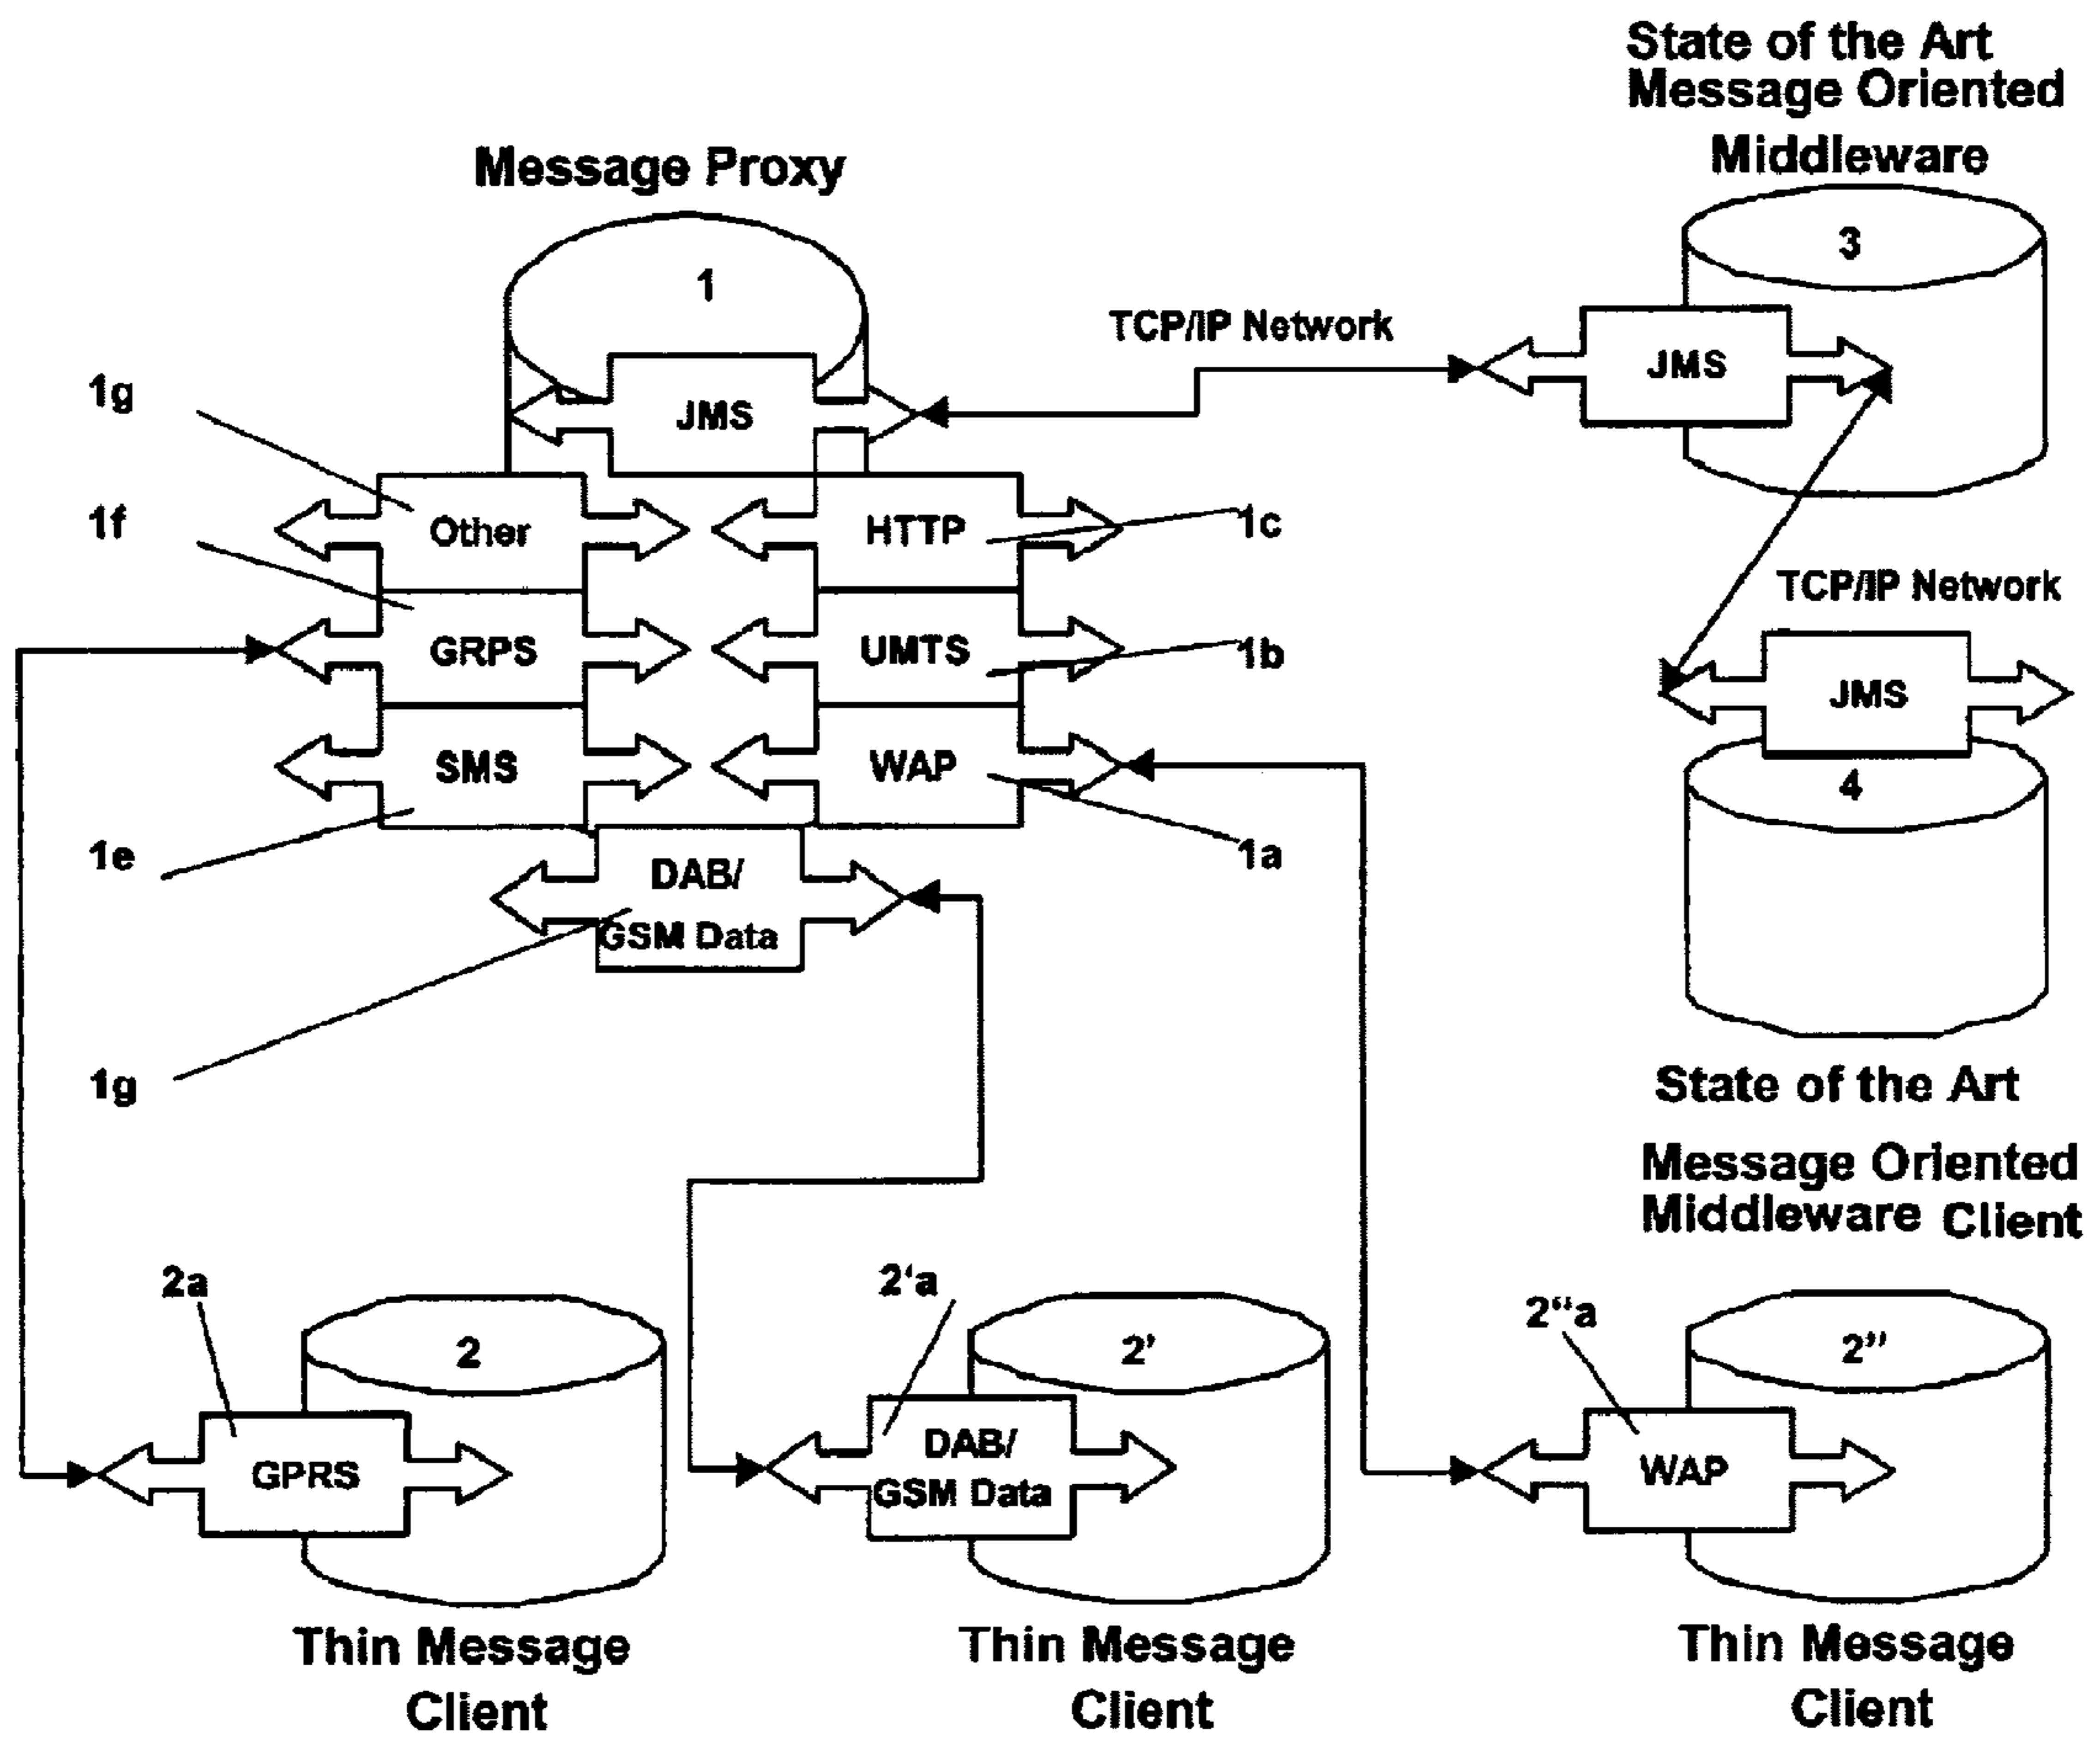 State of the Art
Message Oriented
Middleware
Message Proxy
3
1
TCP/IP Network
JMS
1g
JMS
1f
Other
HTTP
1c
TCP/IP Network
GRPS
UMTS
1b
JMS
SMS
WAP
4
1e
DAB/
GSM Data
1a
1g
State of the Art
Message Oriented
Middleware Client
2a
2'a
2"a
2
2'
2"
GPRS
DAB/
GSM Data
WAP
Thin Message
Client
Thin Message
Client
Thin Message
Client